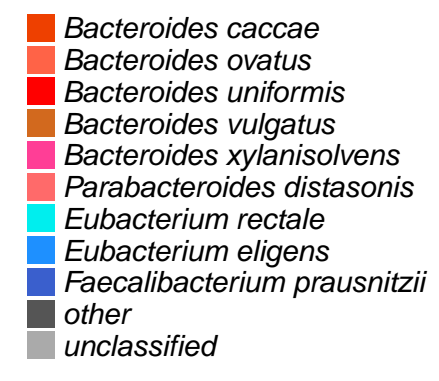 Bacteroides caccae
Bacteroides ovatus
Bacteroides uniformis
Bacteroides vulgatus
Bacteroides xylanisolvens
Parabacteroides distasonis
Eubacterium rectale
Eubacterium eligens
Faecalibacterium prausnitzii
other
unclassified